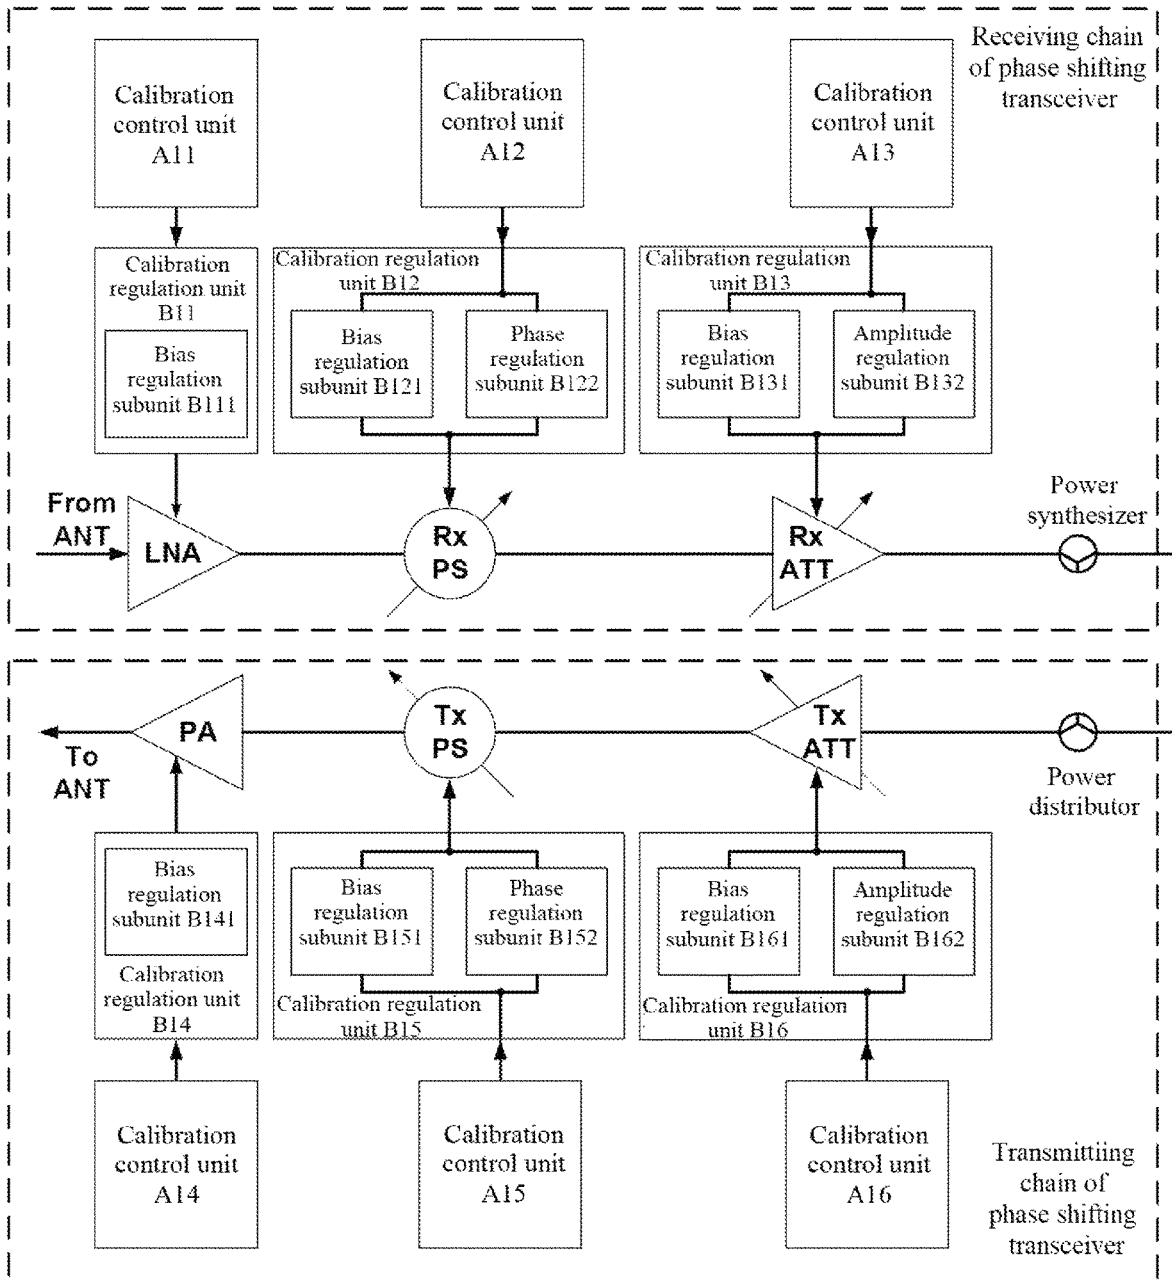 Receiving chain
of phase shifting
transceiver
Calibration
control unit
A11
Calibration
control unit
A12
Calibration
control unit
A13
Calibration
regulation unit
B11
Bias
regulation
subunit B111
Calibration regulation
unit B12
Bias
regulation
subunit B121
Phase
regulation
subunit B122
Calibration regulation
unit B13
Bias
regulation
subunit B131
Amplitude
regulation
subunit B132
From
ANT
LNA
Rx
PS
Rx
ATT
Power
synthesizer
To
ANT
PA
Tx
PS
Tx
ATT
Power
distributor
Bias
regulation
subunit B141
Calibration
regulation unit
B14
Bias
regulation
subunit B151
Phase
regulation
subunit B152
Calibration regulation
unit B15
Bias
regulation
subunit B161
Amplitude
regulation
subunit B162
Calibration regulation
unit B16
Calibration
control unit
A14
Calibration
control unit
A15
Calibration
control unit
A16
Transmittiing
chain of
phase shifting
transceiver